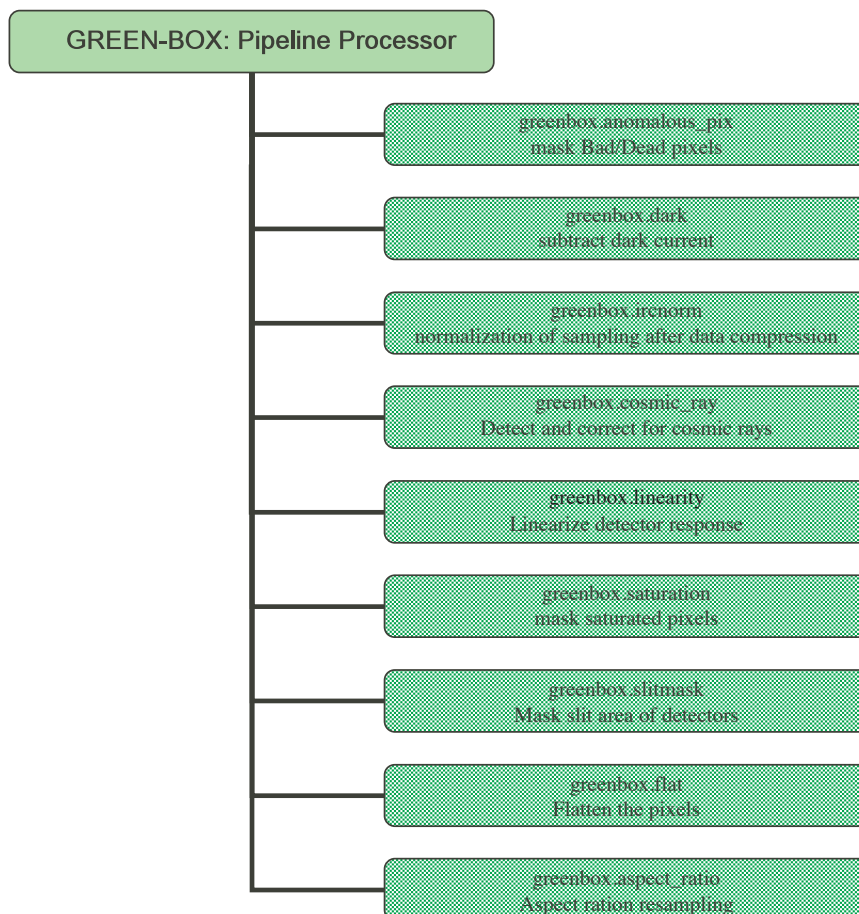 GREEN-BOX: Pipeline Processor
greenbox.anomalous_pix
mask Bad/Dead pixels
greenbox.dark
subtract dark current
greenbox.ircnorm
normalization of sampling after data compression
greenbox.cosmic_ray
Detect and correct for cosmic rays
greenbox.linearity
Linearize detector response
greenbox.saturation
mask saturated pixels
greenbox.slitmask
Mask slit area of detectors
greenbox.flat
Flatten the pixels
greenbox.aspect_ratio
Aspect ration resampling